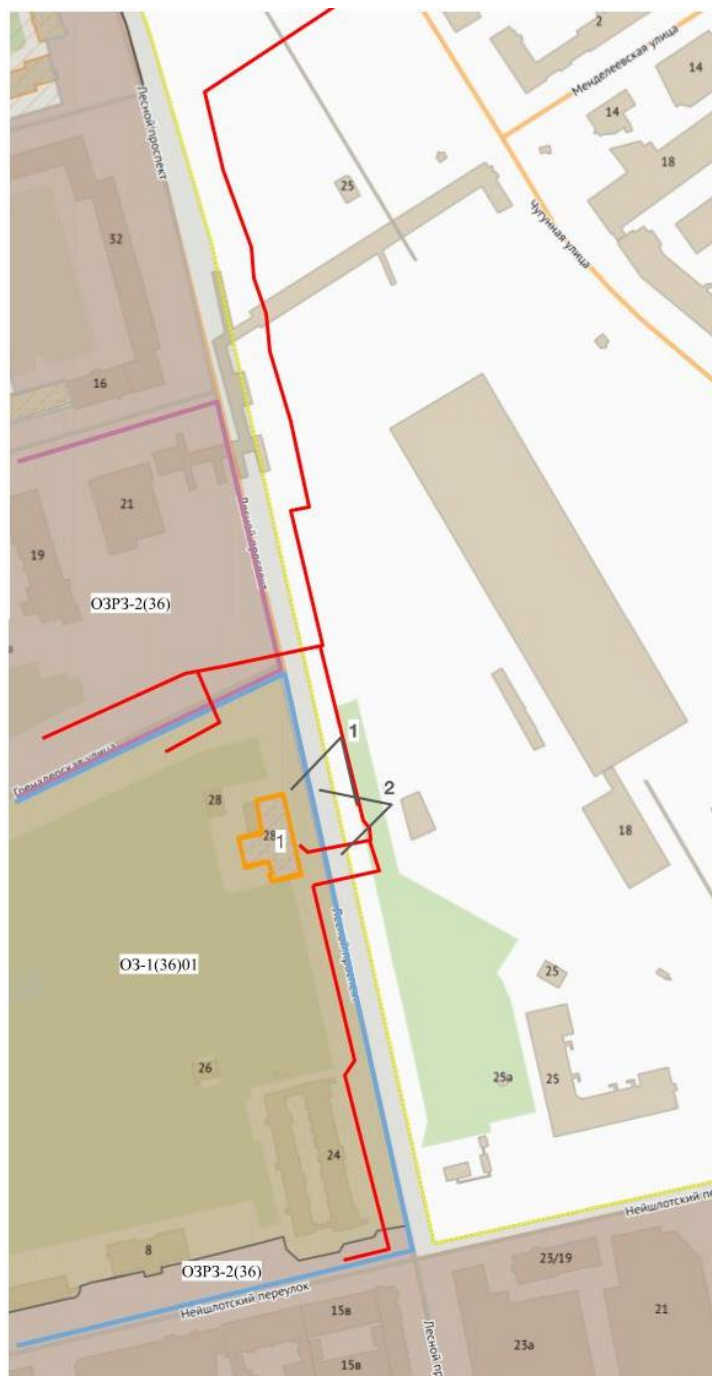 2
Менделеевская улица
14
14
Лесной проспект
18
25
Чугунная улица
32
16
21
Лесной проспект
19
ОЗРЗ-2(36)
Гренадерская улица
1
2
28
28
1
18
Лесной проспект
ОЗ-1(36)01
25
26
25а
25
24
Нейшлотский пере
8
ОЗРЗ-2(36)
23/19
Нейшлотский переулок
15в
21
Лесной пр
23а
15в